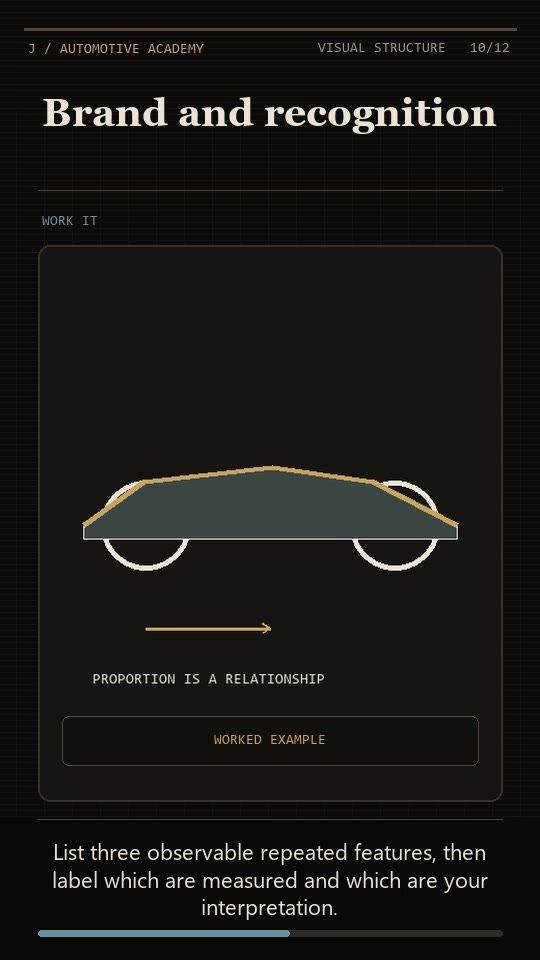 J / AUTOMOTIVE ACADEMY
VISUAL STRUCTURE 10/12
Brand and recognition
WORK IT
PROPORTION IS A RELATIONSHIP
WORKED EXAMPLE
List three observable repeated features, then
label which are measured and which are your
interpretation.